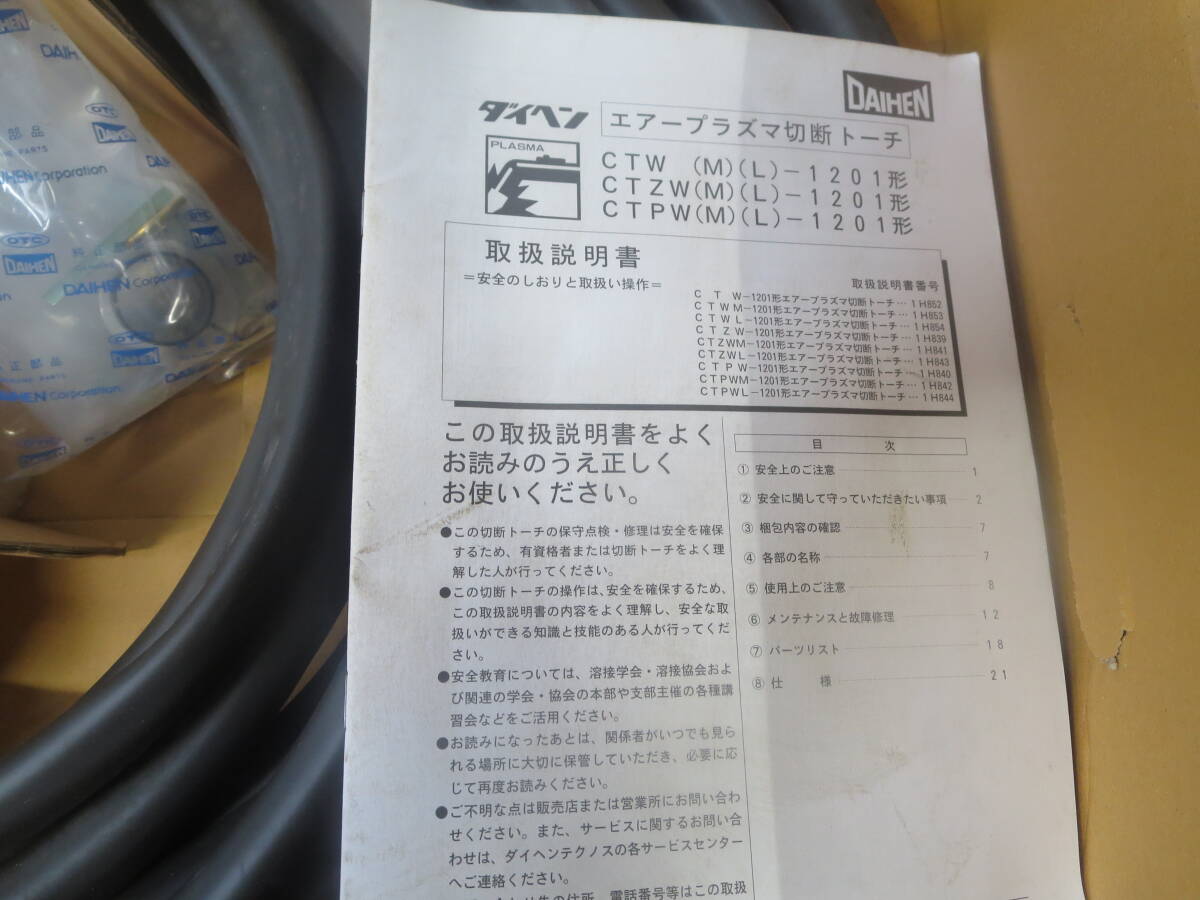 DAIHEN
ダイヘン
エアープラズマ切断トーチ
PLASMA
CTW (M)(L)-1201形
CTZW(M)(L)-1201形
CTPW(M)(L)-1201形
取扱説明書
=安全のしおりと取扱い操作=
取扱説明書番号
CTW-1201形エアープラズマ切断トーチ…1H852
CTWM-1201形エアープラズマ切断トーチ…1H853
CTWL-1201形エアープラズマ切断トーチ…1H854
CTZW-1201形エアープラズマ切断トーチ…1H839
CTZWM-1201形エアープラズマ切断トーチ…1H841
CTZWL-1201形エアープラズマ切断トーチ…1H843
CTPW-1201形エアープラズマ切断トーチ…1H840
CTPWM-1201形エアープラズマ切断トーチ…1H842
CTPWL-1201形エアープラズマ切断トーチ…1H844
この取扱説明書をよく
お読みのうえ正しく
お使いください。
●この切断トーチの保守点検・修理は安全を確保
するため、有資格者または切断トーチをよく理
解した人が行ってください。
●この切断トーチの操作は、安全を確保するため、
この取扱説明書の内容をよく理解し、安全な取
扱いができる知識と技能のある人が行ってくだ
さい。
●安全教育については、溶接学会・溶接協会およ
び関連の学会・協会の本部や支部主催の各種講
習会などをご活用ください。
●お読みになったあとは、関係者がいつでも見ら
れる場所に大切に保管していただき、必要に応
じて再度お読みください。
●ご不明な点は販売店または営業所にお問い合わ
せください。また、サービスに関するお問い合
わせは、ダイヘンテクノスの各サービスセンター
へご連絡ください。
の住所、電話番号等はこの取扱
目 次
① 安全上のご注意 1
② 安全に関して守っていただきたい事項 2
③ 梱包内容の確認 7
④ 各部の名称 7
⑤ 使用上のご注意 8
⑥ メンテナンスと故障修理 12
⑦ パーツリスト 18
⑧ 仕 様 21
DAIH
OTC
部品
DAIHEN
PARTS
Corporation
OTC
DAIHEN
DAIHEN Corporation
正部品
DAIHEN
PARTS
Corporation